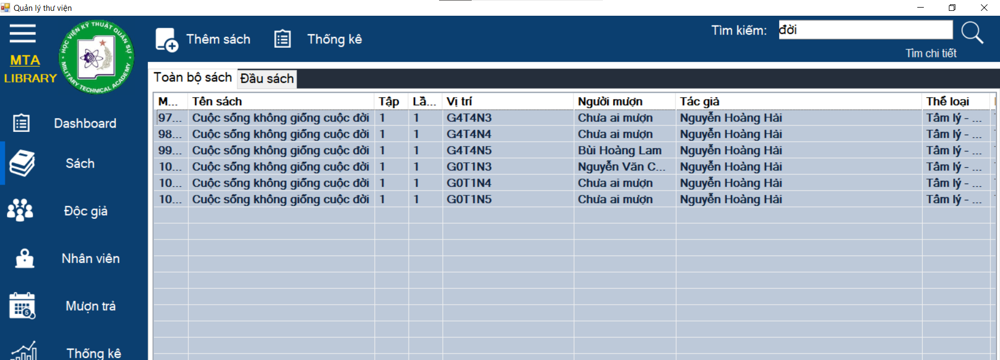 Quản lý thư viện
MTA
LIBRARY
HỌC VIỆN KỸ THUẬT QUÂN SỰ
MILITARY TECHNICAL ACADEMY
Thêm sách
Thống kê
Tìm kiếm:
đời
Tìm chi tiết
Dashboard
Sách
Độc giả
Nhân viên
Mượn trả
5
Thống kê
Toàn bộ sách Đầu sách
M... Tên sách Tập Lầ... Vị trí Người mượn Tác giả Thể loại
97... Cuộc sống không giống cuộc đời 1 1 G4T4N3 Chưa ai mượn Nguyễn Hoàng Hải Tâm lý - ...
98... Cuộc sống không giống cuộc đời 1 1 G4T4N4 Chưa ai mượn Nguyễn Hoàng Hải Tâm lý - ...
99... Cuộc sống không giống cuộc đời 1 1 G4T4N5 Bùi Hoàng Lam Nguyễn Hoàng Hải Tâm lý - ...
10... Cuộc sống không giống cuộc đời 1 1 G0T1N3 Nguyễn Văn C... Nguyễn Hoàng Hải Tâm lý - ...
10... Cuộc sống không giống cuộc đời 1 1 G0T1N4 Chưa ai mượn Nguyễn Hoàng Hải Tâm lý - ...
10... Cuộc sống không giống cuộc đời 1 1 G0T1N5 Chưa ai mượn Nguyễn Hoàng Hải Tâm lý - ...